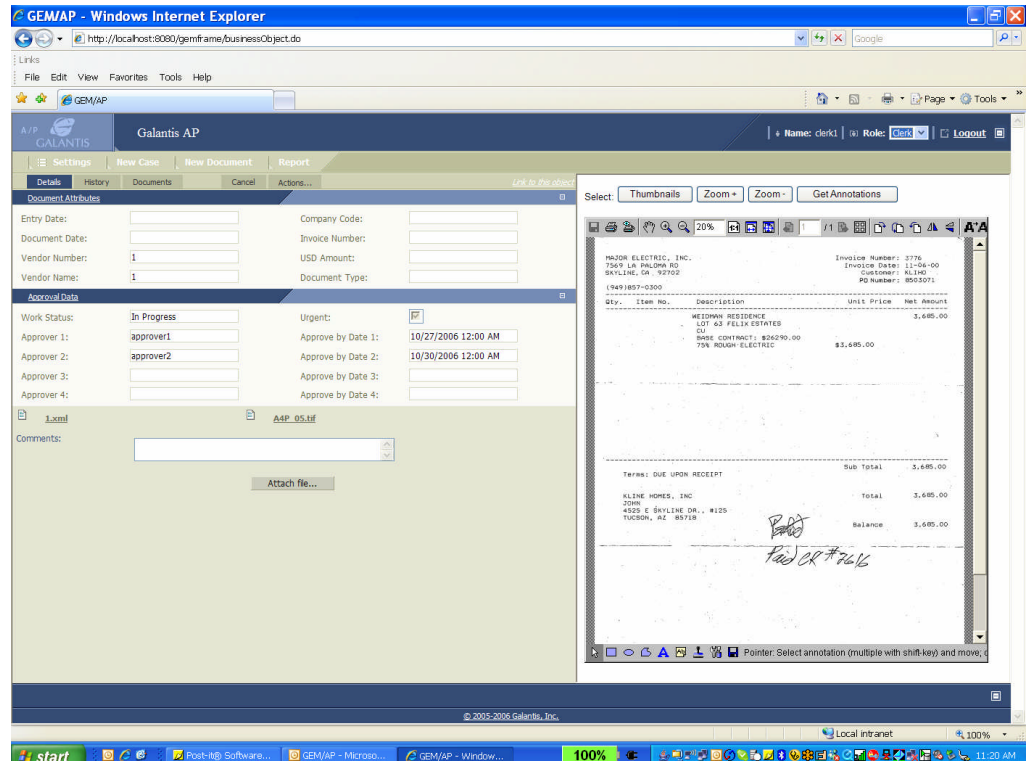 GEM/AP - Windows Internet Explorer
http://localhost:8080/gemframe/businessObject.do
Google
Links
File Edit View Favorites Tools Help
GEM/AP
Page Tools
A/P GALANTIS
Galantis AP
Name: clerk1 Role: Clerk Logout
Settings New Case New Document Report
Details History Documents Cancel Actions... Link to this object
Document Attributes
Entry Date: Company Code:
Document Date: Invoice Number:
Vendor Number: 1 USD Amount:
Vendor Name: 1 Document Type:
Approval Data
Work Status: In Progress Urgent:
Approver 1: approver1 Approve by Date 1: 10/27/2006 12:00 AM
Approver 2: approver2 Approve by Date 2: 10/30/2006 12:00 AM
Approver 3: Approve by Date 3:
Approver 4: Approve by Date 4:
1.xml A4P_05.tif
Comments:
Attach file...
Select: Thumbnails Zoom + Zoom - Get Annotations
20% 1 /1
MAJOR ELECTRIC, INC.
7569 LA PALOMA RD
SKYLINE, CA 92702
(949)857-0300
Invoice Number: 3776
Invoice Date: 11-06-00
Customer: KLIHO
PO Number: 8503071
Qty. Item No. Description Unit Price Net Amount
WEIDMAN RESIDENCE 3,685.00
LOT 63 FELIX ESTATES
CU
BASE CONTRACT: $26290.00
75% ROUGH ELECTRIC $3,685.00
Sub Total 3,685.00
Terms: DUE UPON RECEIPT
KLINE HOMES, INC Total 3,685.00
JOHN
4525 E SKYLINE DR., #125
TUCSON, AZ 85718
Balance 3,685.00
Paid CR # 2616
Pointer: Select annotation (multiple with shift-key) and move;
© 2005-2006 Galantis, Inc.
Local intranet 100%
start Post-it® Software... GEM/AP - Microso... GEM/AP - Window... 100% 11:20 AM